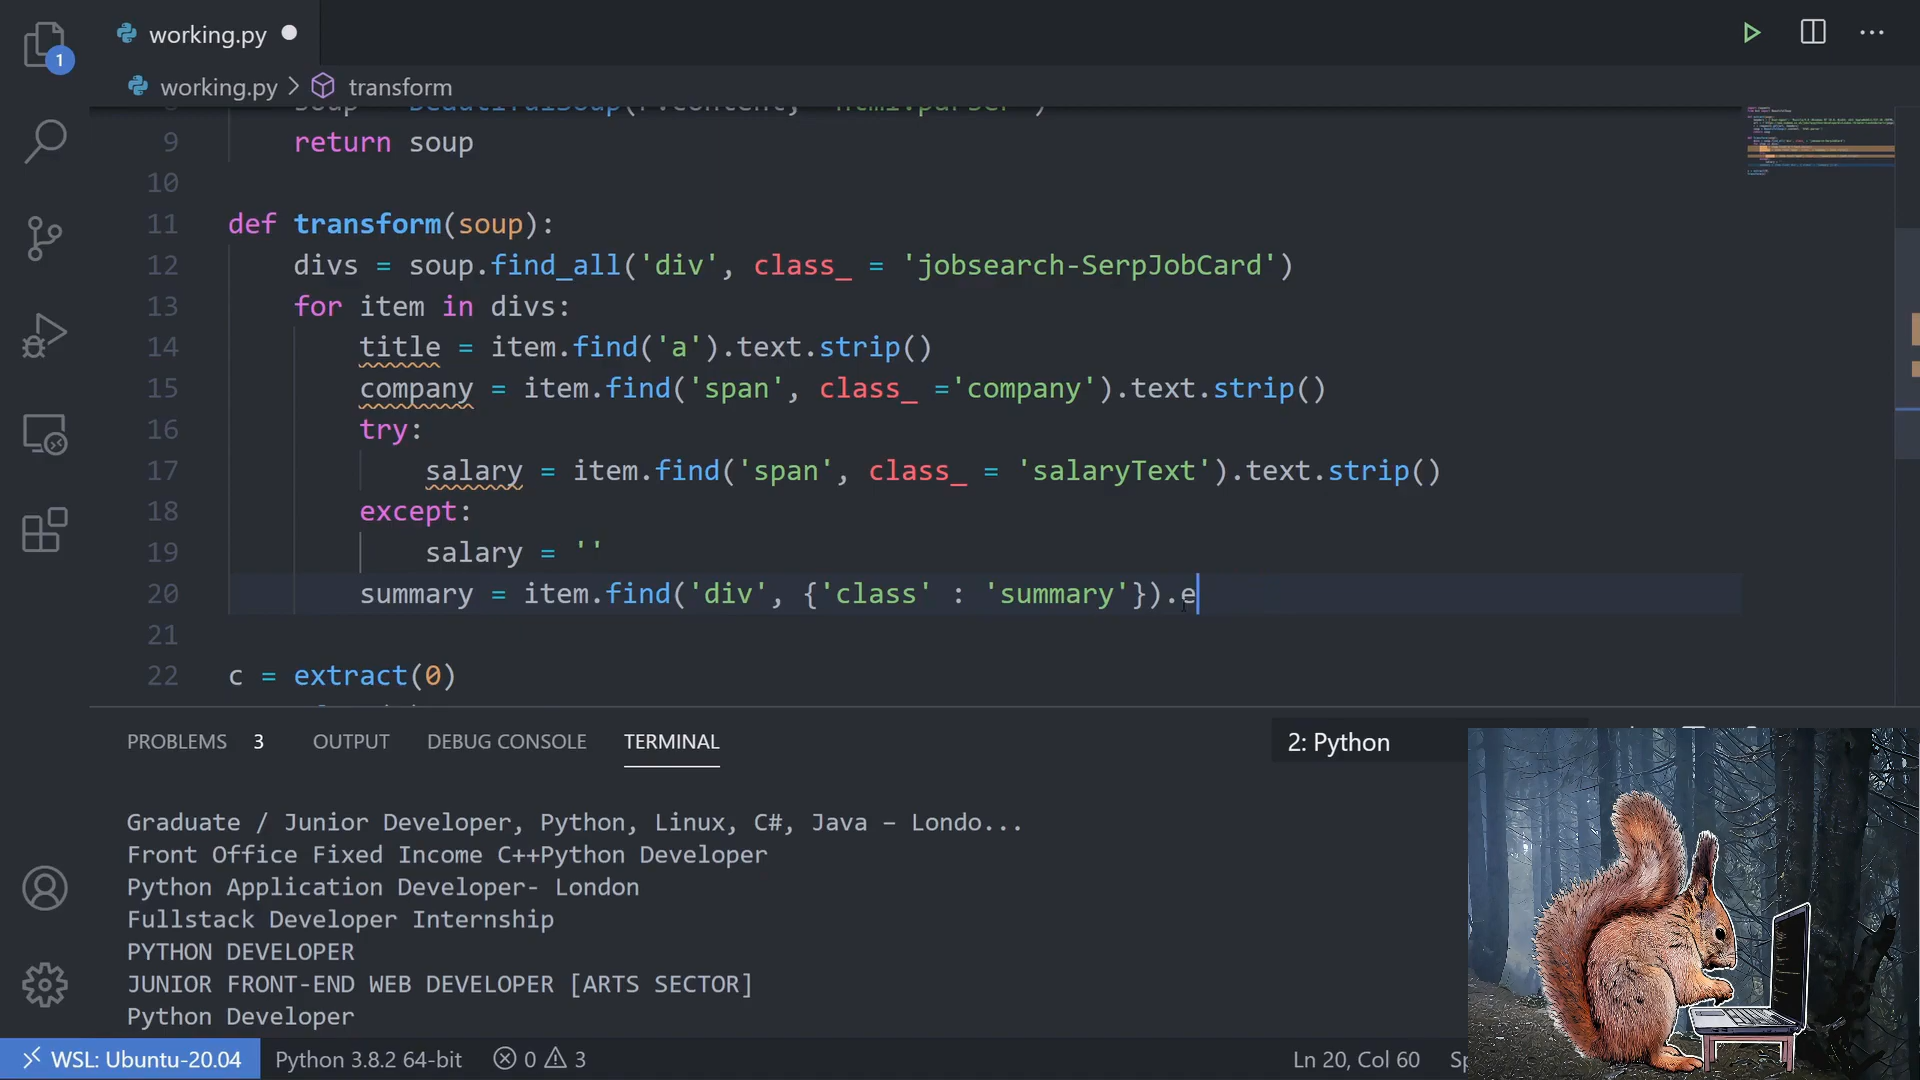 1
working.py
working.py > transform
soup = BeautifulSoup(r.content, 'html.parser')
9 return soup
10
11 def transform(soup):
12 divs = soup.find_all('div', class_ = 'jobsearch-SerpJobCard')
13 for item in divs:
14 title = item.find('a').text.strip()
15 company = item.find('span', class_ ='company').text.strip()
16 try:
17 salary = item.find('span', class_ = 'salaryText').text.strip()
18 except:
19 salary = ''
20 summary = item.find('div', {'class' : 'summary'}).e
21
22 c = extract(0)
PROBLEMS 3 OUTPUT DEBUG CONSOLE TERMINAL 2: Python
Graduate / Junior Developer, Python, Linux, C#, Java – Londo...
Front Office Fixed Income C++Python Developer
Python Application Developer- London
Fullstack Developer Internship
PYTHON DEVELOPER
JUNIOR FRONT-END WEB DEVELOPER [ARTS SECTOR]
Python Developer
WSL: Ubuntu-20.04 Python 3.8.2 64-bit 0 3 Ln 20, Col 60